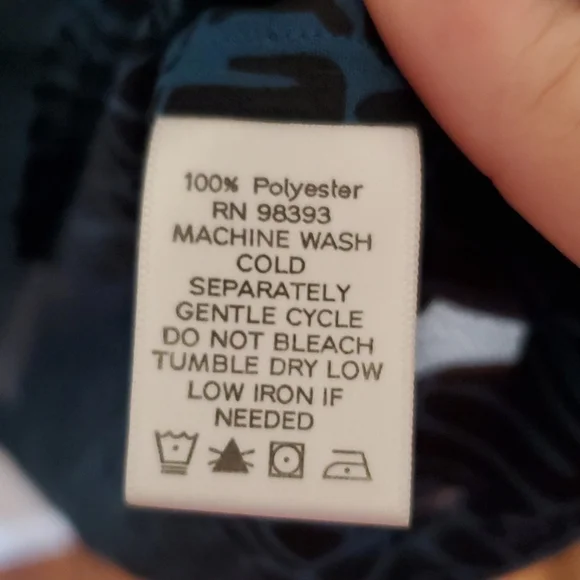 100% Polyester
RN 98393
MACHINE WASH
COLD
SEPARATELY
GENTLE CYCLE
DO NOT BLEACH
TUMBLE DRY LOW
LOW IRON IF
NEEDED